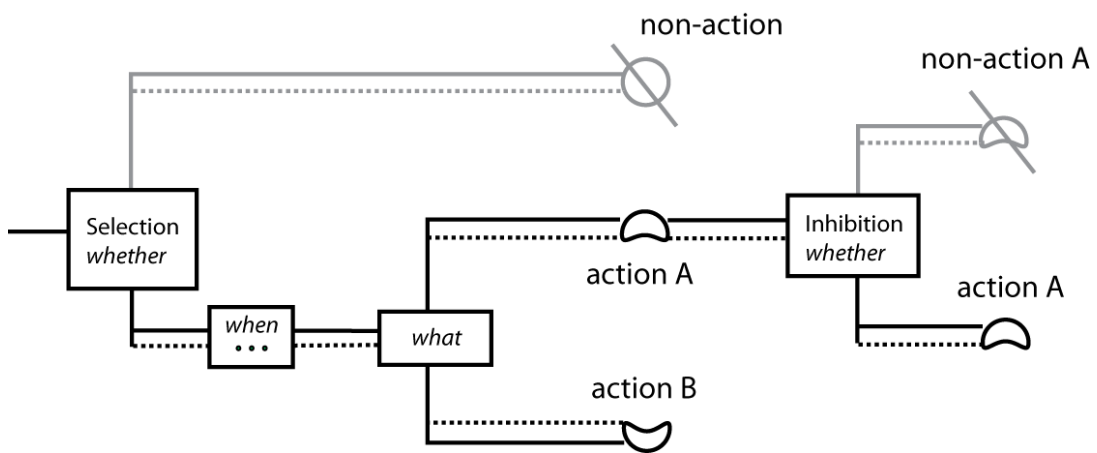 non-action
non-action A
Selection
whether
Inhibition
whether
action A
action A
when
...
what
action B